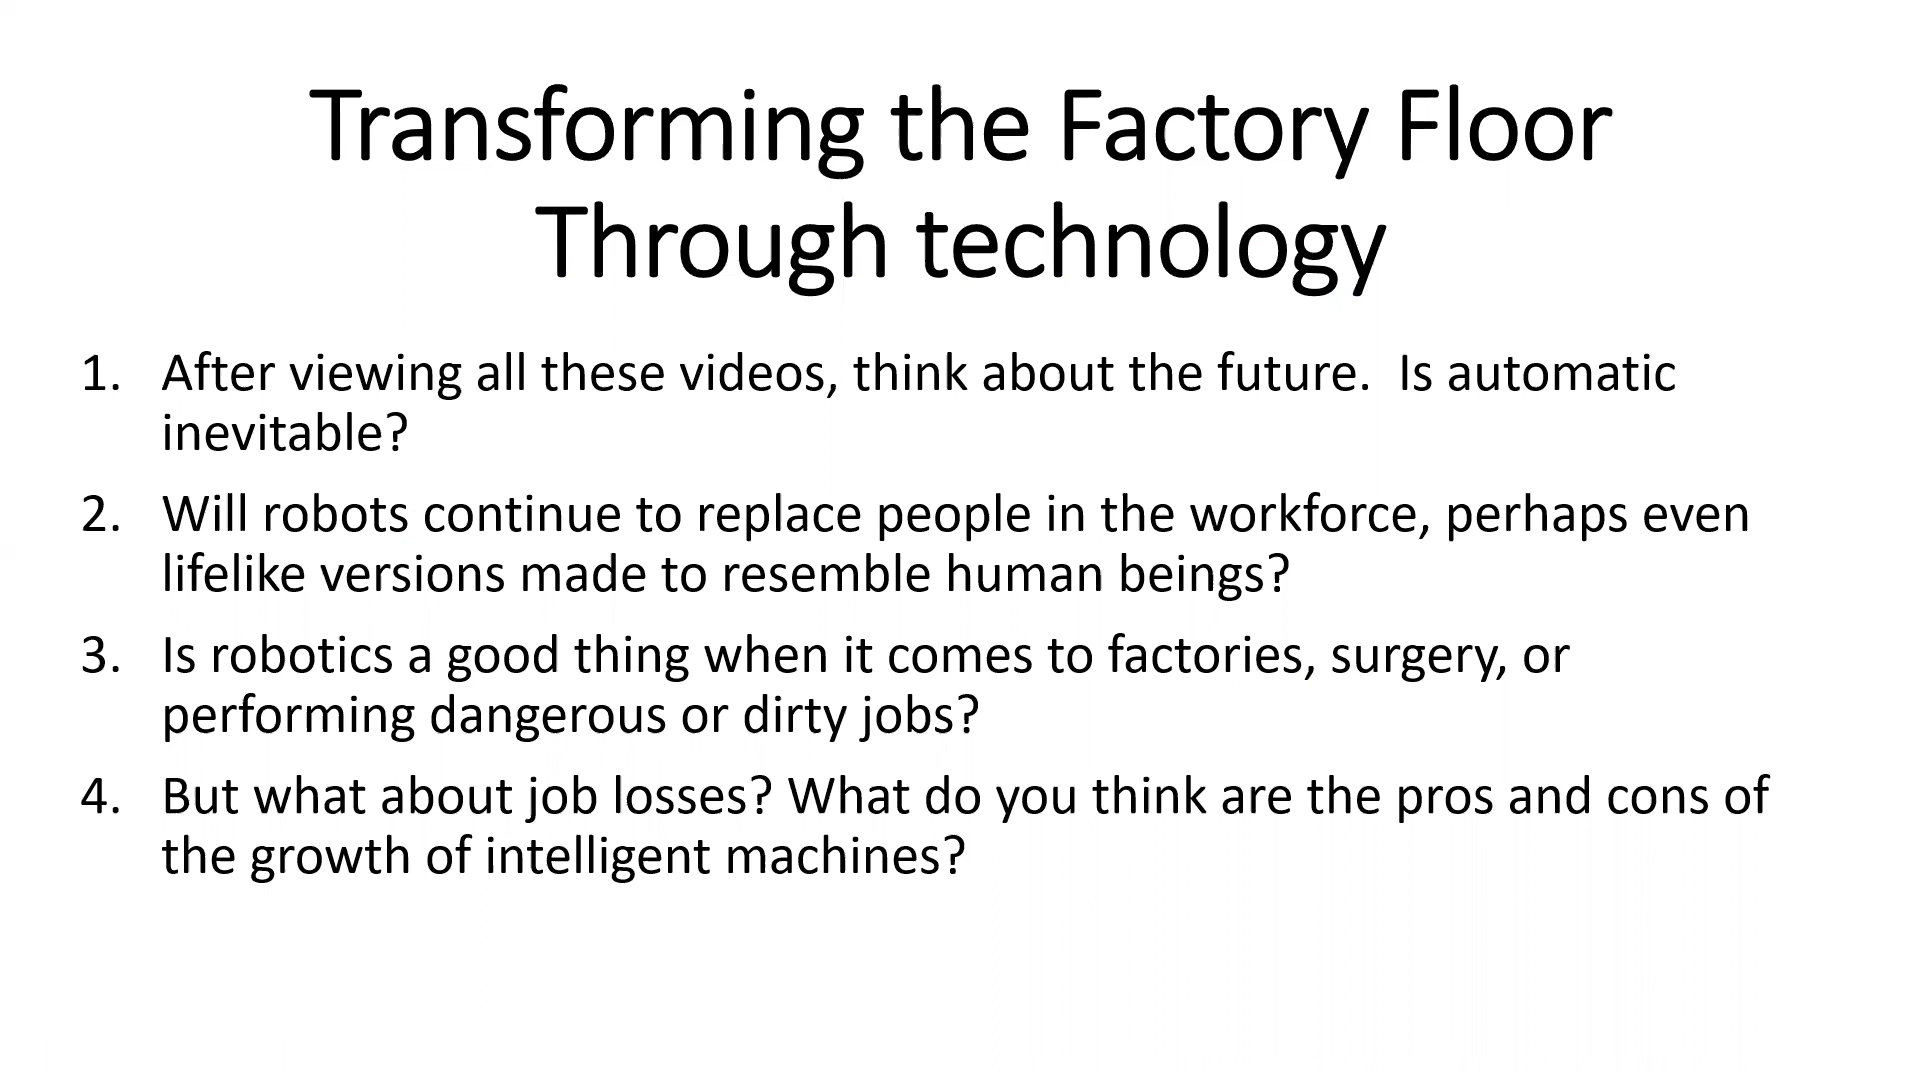 Transforming the Factory Floor
Through technology
1. After viewing all these videos, think about the future.  Is automatic
inevitable?
2. Will robots continue to replace people in the workforce, perhaps even
lifelike versions made to resemble human beings?
3. Is robotics a good thing when it comes to factories, surgery, or
performing dangerous or dirty jobs?
4. But what about job losses? What do you think are the pros and cons of
the growth of intelligent machines?